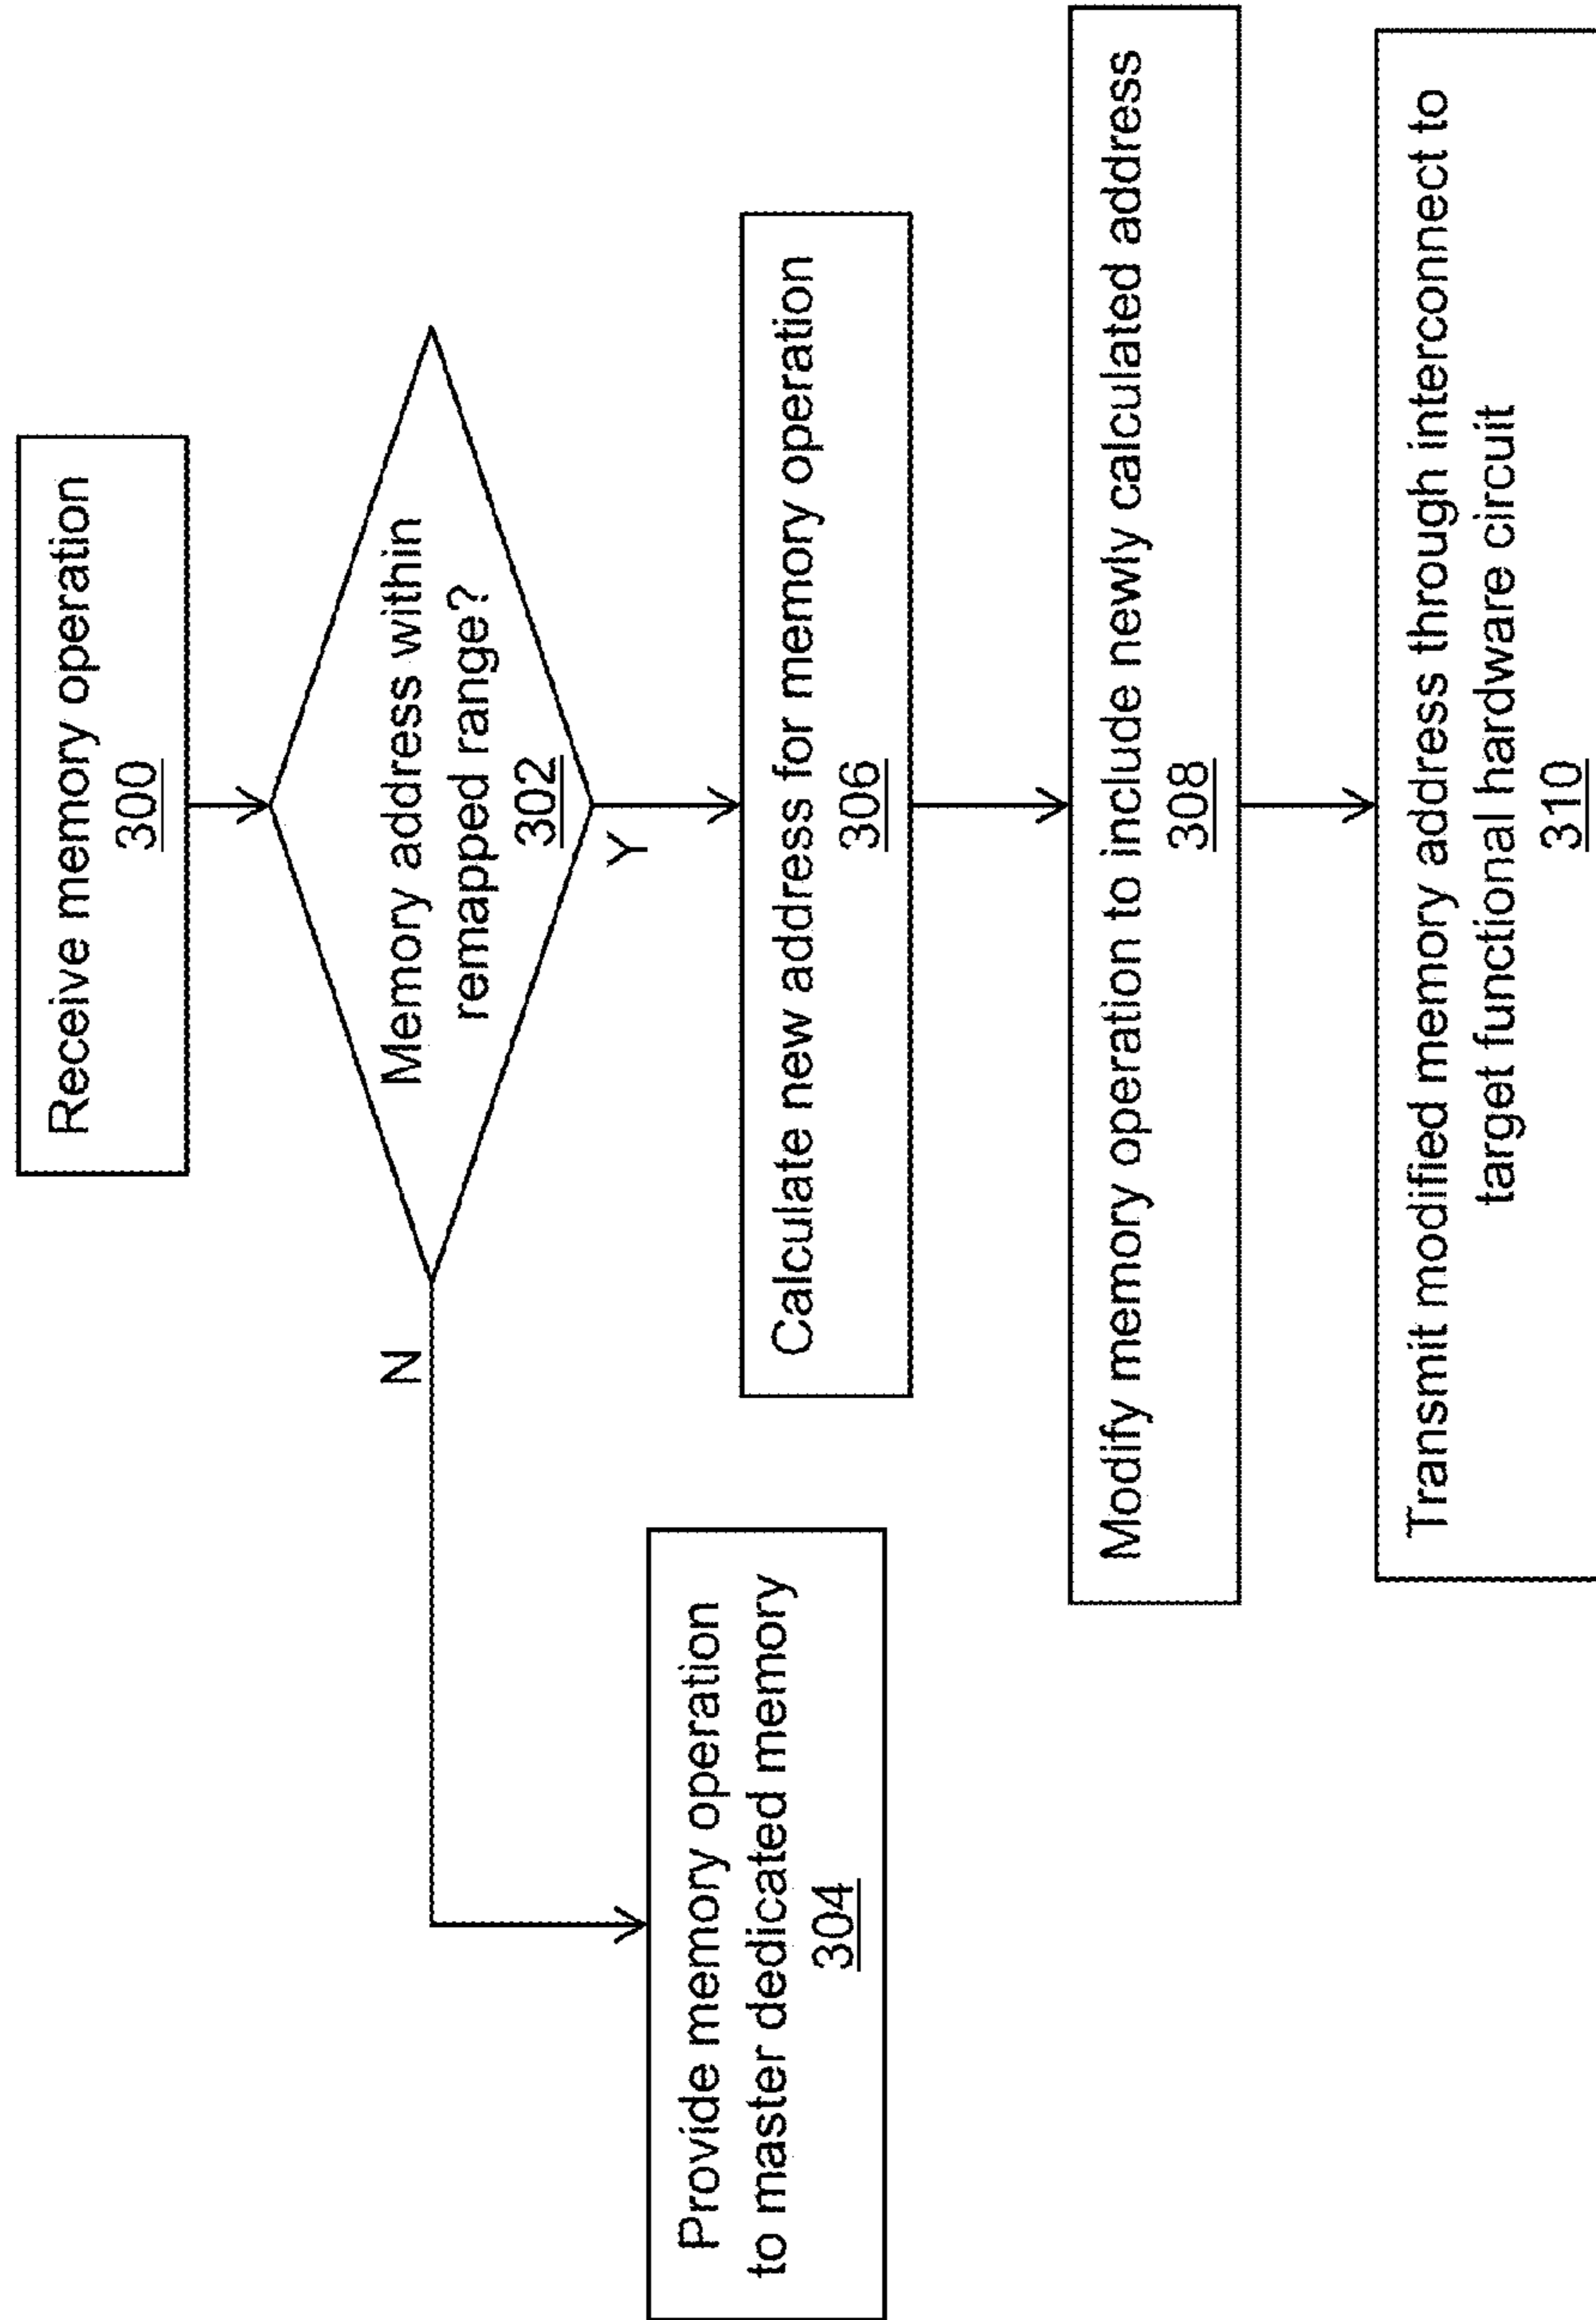 Receive memory operation
300
Memory address within
remapped range?
302
N
Y
Provide memory operation
to master dedicated memory
304
Calculate new address for memory operation
306
Modify memory operation to include newly calculated address
308
Transmit modified memory address through interconnect to
target functional hardware circuit
310